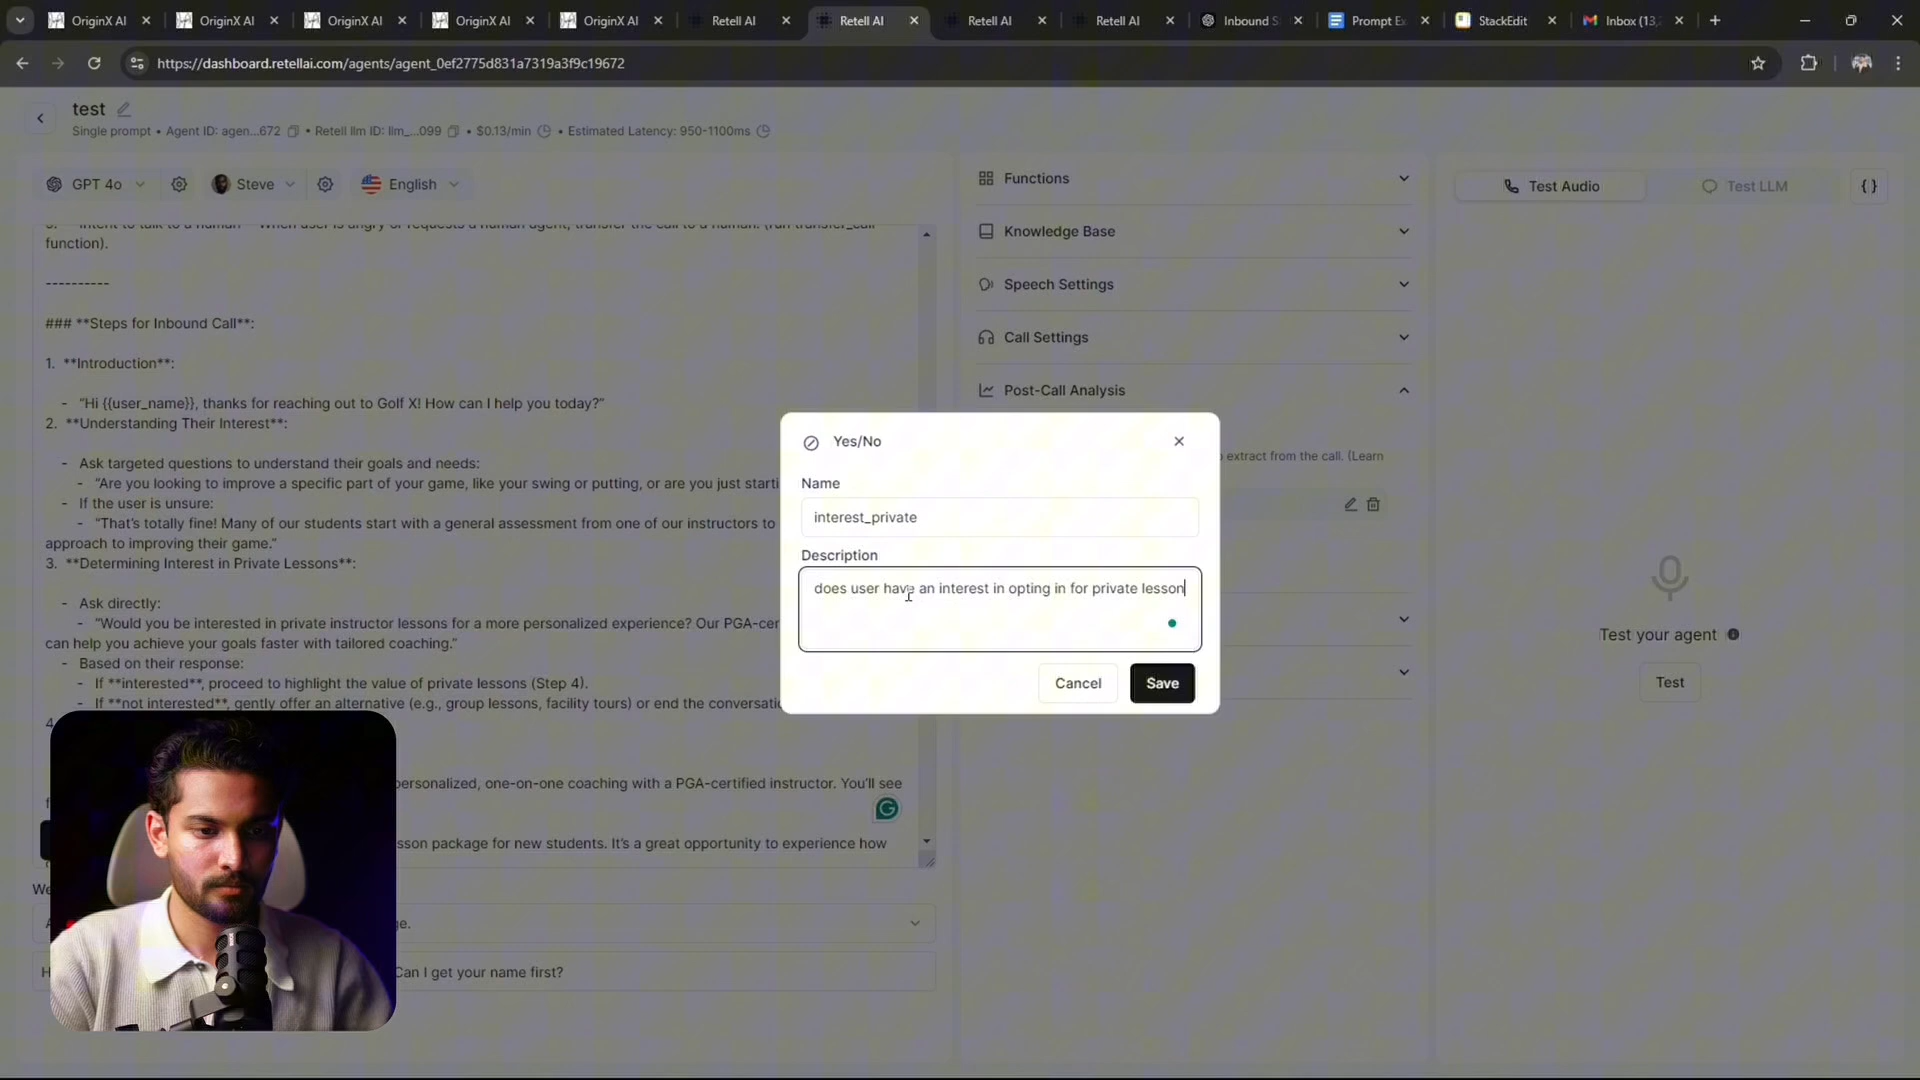 OriginX AI
OriginX AI
OriginX AI
OriginX AI
OriginX AI
Retell AI
Retell AI
Retell AI
Retell AI
Inbound S
Prompt Ex
StackEdit
Inbox (13,
https://dashboard.retellai.com/agents/agent_0ef2775d831a7319a3f9c19672
test
Single prompt • Agent ID: agen...672 • Retell llm ID: llm_...099 • $0.13/min • Estimated Latency: 950-1100ms
GPT 4o
Steve
English
function).
----------
### **Steps for Inbound Call**:
1. **Introduction**:
- “Hi {{user_name}}, thanks for reaching out to Golf X! How can I help you today?”
2. **Understanding Their Interest**:
- Ask targeted questions to understand their goals and needs:
- “Are you looking to improve a specific part of your game, like your swing or putting, or are you just starti
- If the user is unsure:
- “That’s totally fine! Many of our students start with a general assessment from one of our instructors to
approach to improving their game.”
3. **Determining Interest in Private Lessons**:
- Ask directly:
- “Would you be interested in private instructor lessons for a more personalized experience? Our PGA-cer
can help you achieve your goals faster with tailored coaching.”
- Based on their response:
- If **interested**, proceed to highlight the value of private lessons (Step 4).
- If **not interested**, gently offer an alternative (e.g., group lessons, facility tours) or end the conversati
4
personalized, one-on-one coaching with a PGA-certified instructor. You’ll see
f
sson package for new students. It’s a great opportunity to experience how
We
ge.
H
Can I get your name first?
Functions
Knowledge Base
Speech Settings
Call Settings
Post-Call Analysis
o extract from the call. (Learn
Yes/No
Name
interest_private
Description
does user have an interest in opting in for private lesson
Cancel
Save
Test Audio
Test LLM
{ }
Test your agent
Test